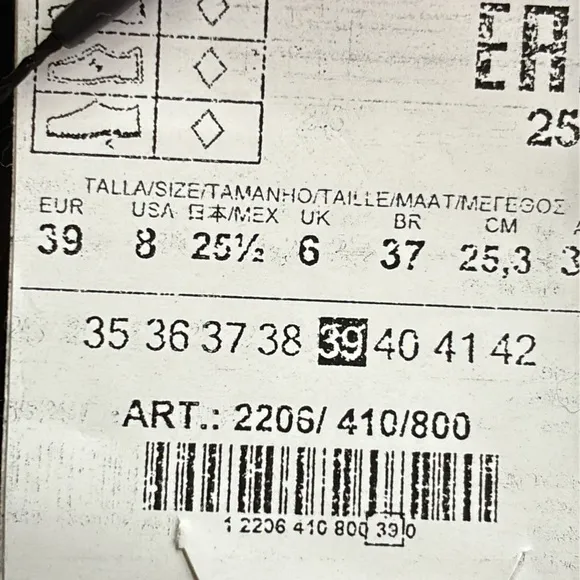 25
TALLA/SIZE/TAMANHO/TAILLE/MAAT/ΜΕΓΕΘΟΣ
EUR USA 日本/MEX UK BR CM
39 8 25½ 6 37 25,3 3
35 36 37 38 39 40 41 42
ART.: 2206/ 410/800
1 2206 410 800 39 0